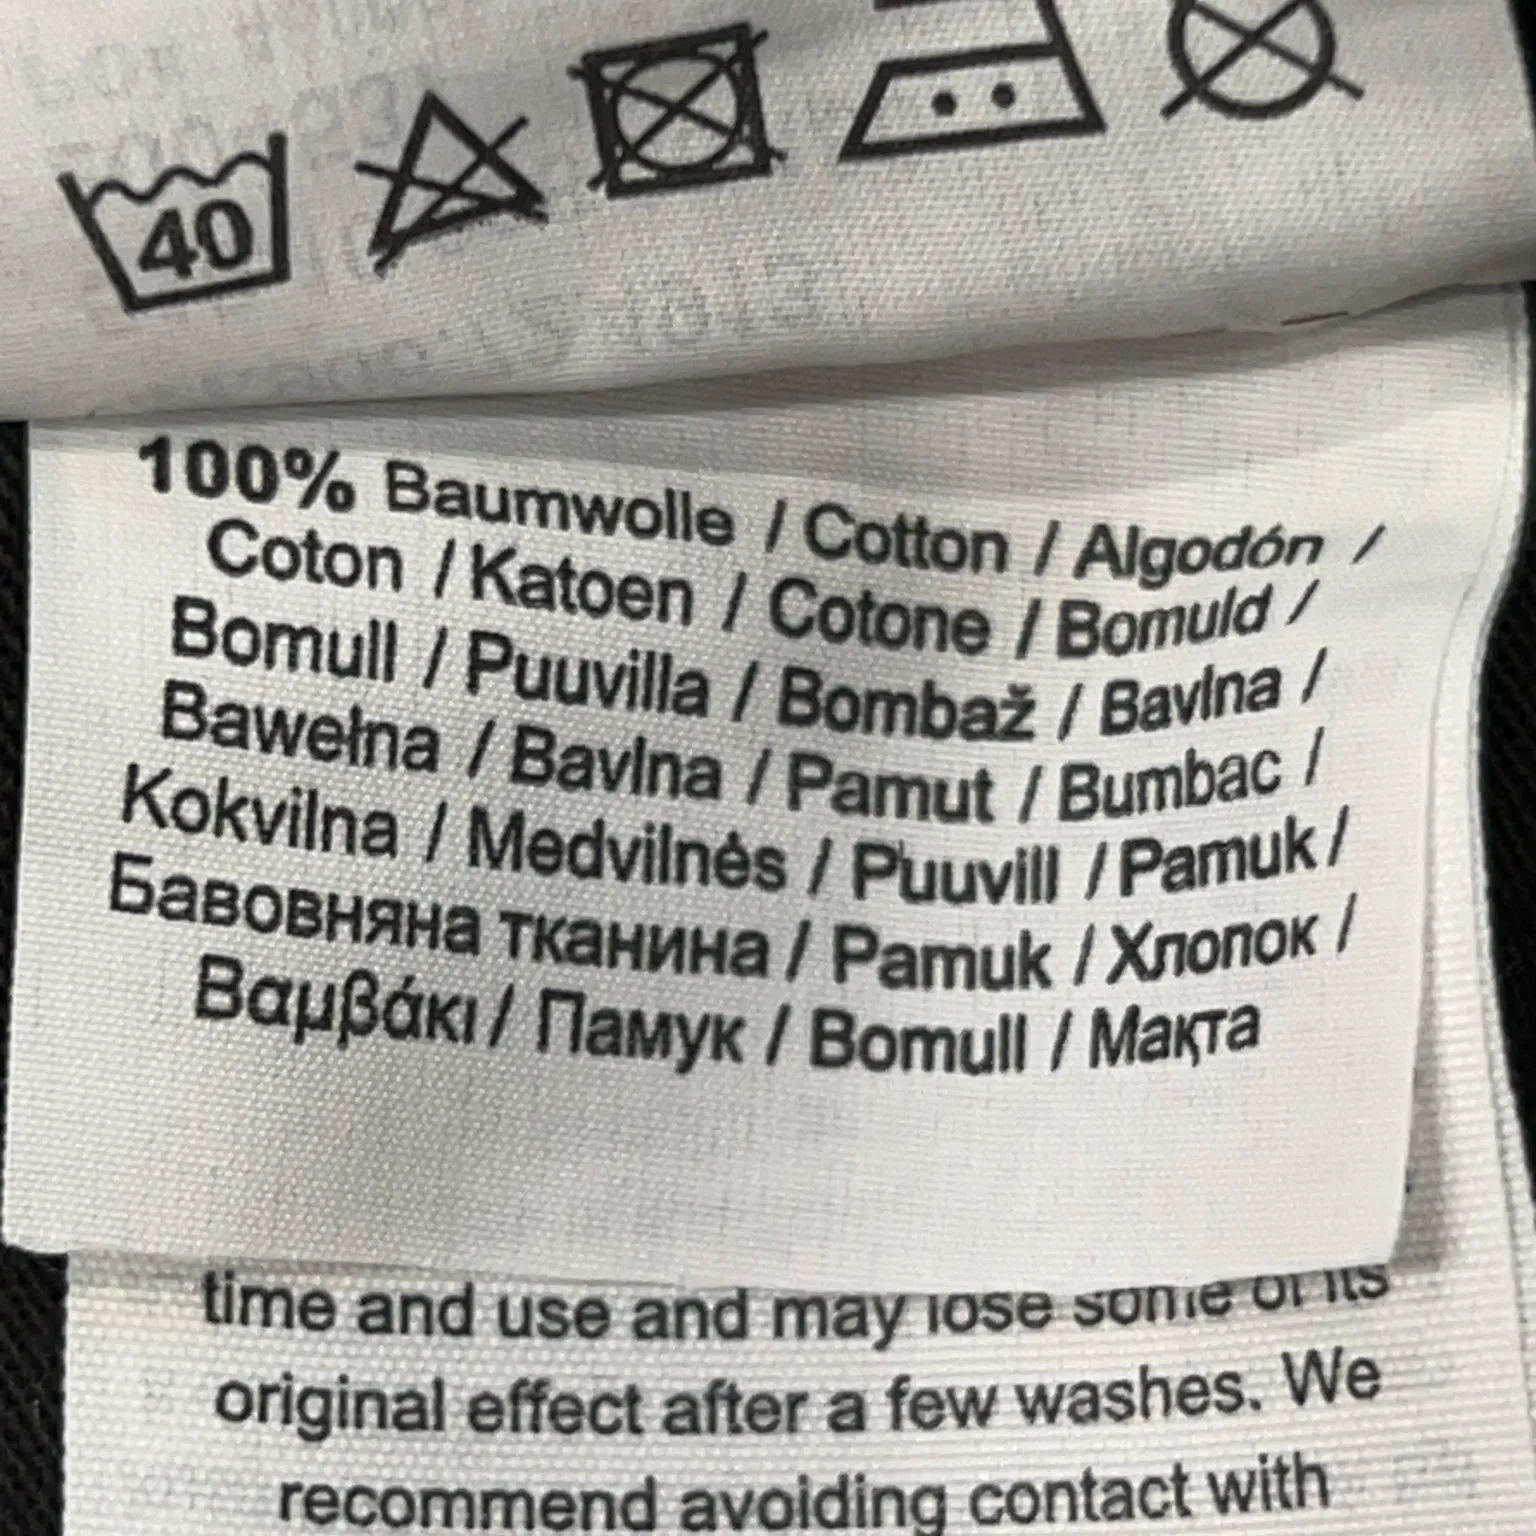 40
100% Baumwolle / Cotton / Algodón /
Coton / Katoen / Cotone / Bomuld /
Bomull / Puuvilla / Bombaž / Bavlna /
Bawełna / Bavlna / Pamut / Bumbac /
Kokvilna / Medvilnės / Puuvill / Pamuk /
Бавовняна тканина / Pamuk / Хлопок /
Βαμβάκι / Памук / Bomull / Мақта
time and use and may lose some of its
original effect after a few washes. We
recommend avoiding contact with